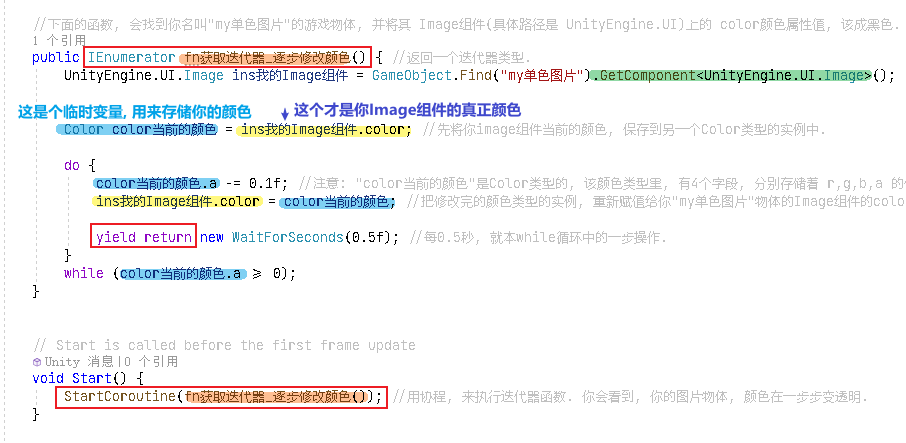 //下面的函数, 会找到你名叫"my单色图片"的游戏物体, 并将其 Image组件(具体路径是 UnityEngine.UI)上的 color颜色属性值, 该成黑色.
1 个引用
public IEnumerator fn获取迭代器_逐步修改颜色() { //返回一个迭代器类型.
UnityEngine.UI.Image ins我的Image组件 = GameObject.Find("my单色图片").GetComponent<UnityEngine.UI.Image>();
这是个临时变量, 用来存储你的颜色 这个才是你Image组件的真正颜色
Color color当前的颜色 = ins我的Image组件.color; //先将你image组件当前的颜色, 保存到另一个Color类型的实例中.
do {
color当前的颜色.a -= 0.1f; //注意: "color当前的颜色"是Color类型的, 该颜色类型里, 有4个字段, 分别存储着 r,g,b,a 的
ins我的Image组件.color = color当前的颜色; //把修改完的颜色类型的实例, 重新赋值给你"my单色图片"物体的Image组件的colo
yield return new WaitForSeconds(0.5f); //每0.5秒, 就本while循环中的一步操作.
}
while (color当前的颜色.a ⩾ 0);
}
// Start is called before the first frame update
Unity 消息|0 个引用
void Start() {
StartCoroutine(fn获取迭代器_逐步修改颜色()); //用协程, 来执行迭代器函数. 你会看到, 你的图片物体, 颜色在一步步变透明.
}